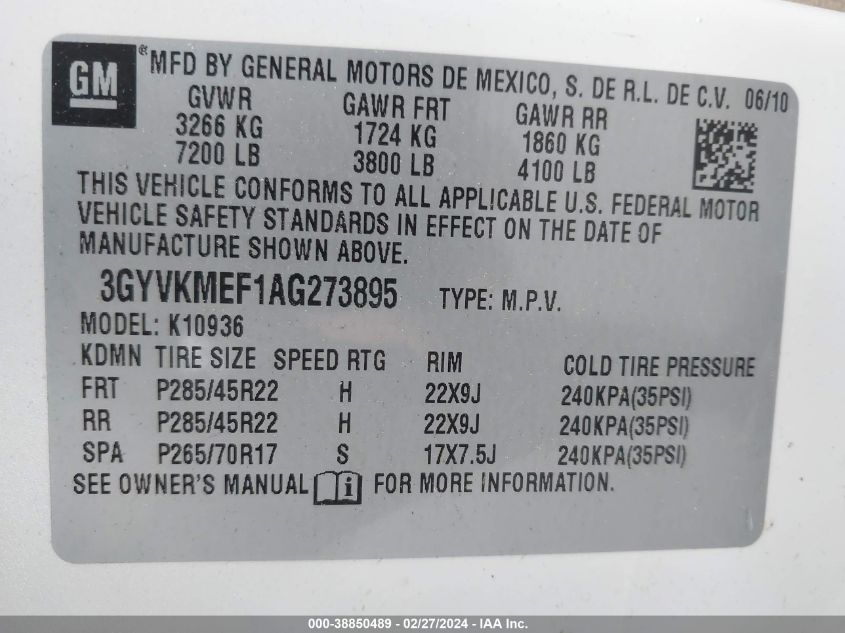 GM ® MFD BY GENERAL MOTORS DE MEXICO, S. DE R.L. DE C.V. 06/10
GVWR GAWR FRT GAWR RR
3266 KG 1724 KG 1860 KG
7200 LB 3800 LB 4100 LB
THIS VEHICLE CONFORMS TO ALL APPLICABLE U.S. FEDERAL MOTOR
VEHICLE SAFETY STANDARDS IN EFFECT ON THE DATE OF
MANUFACTURE SHOWN ABOVE.
3GYVKMEF1AG273895 TYPE: M.P.V.
MODEL: K10936
KDMN TIRE SIZE SPEED RTG RIM COLD TIRE PRESSURE
FRT P285/45R22 H 22X9J 240KPA(35PSI)
RR P285/45R22 H 22X9J 240KPA(35PSI)
SPA P265/70R17 S 17X7.5J 240KPA(35PSI)
SEE OWNER'S MANUAL i FOR MORE INFORMATION.
000-38850489 - 02/27/2024 - IAA Inc.